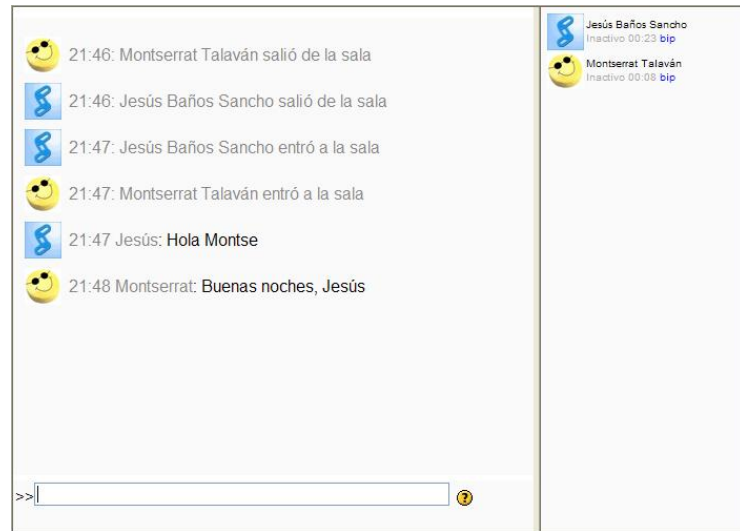 21:46: Montserrat Talaván salió de la sala
21:46: Jesús Baños Sancho salió de la sala
21:47: Jesús Baños Sancho entró a la sala
21:47: Montserrat Talaván entró a la sala
21:47 Jesús: Hola Montse
21:48 Montserrat: Buenas noches, Jesús
>>
?
Jesús Baños Sancho
Inactivo 00:23 bip
Montserrat Talaván
Inactivo 00:08 bip